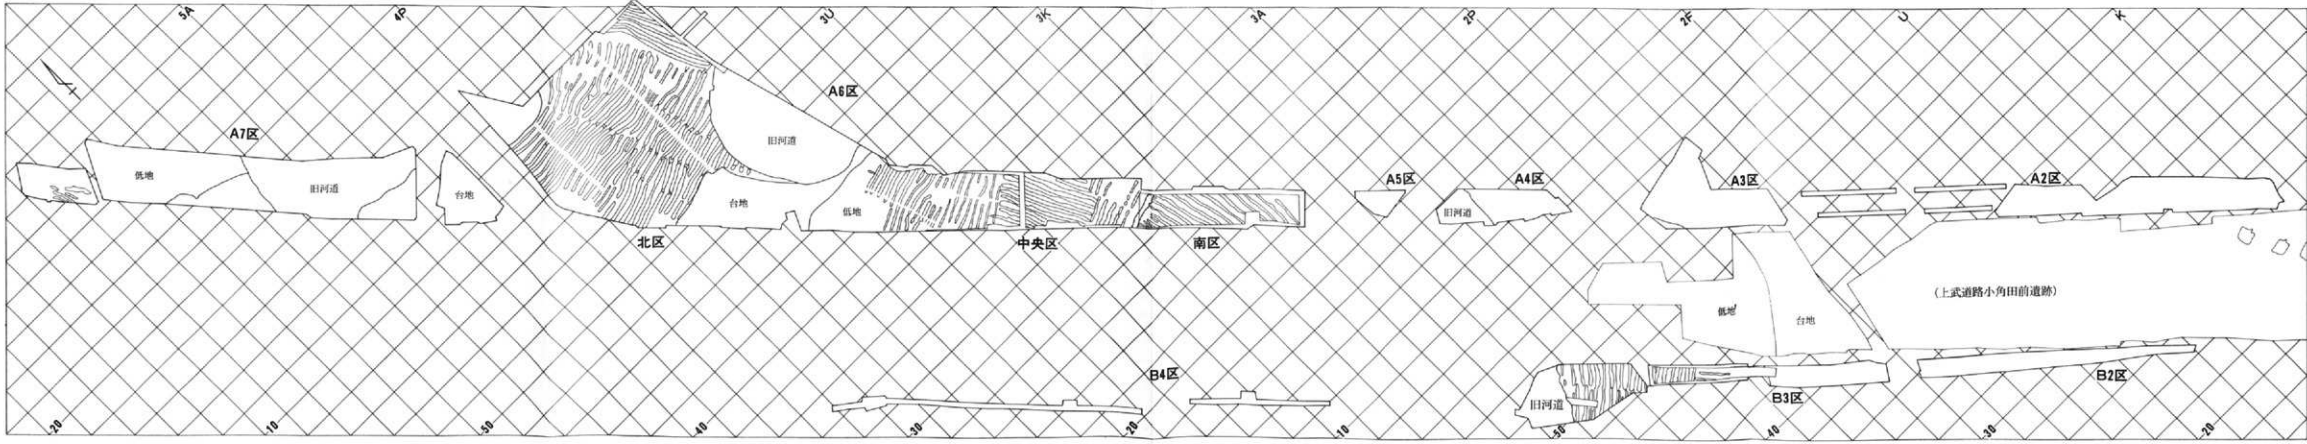 5A
4P
3U
3K
3A
2P
2F
U
K
A6区
A7区
低地
旧河道
台地
旧河道
台地
低地
北区
中央区
南区
A5区
A4区
旧河道
A3区
A2区
(上武道路小角田前遺跡)
低地
台地
B4区
旧河道
B3区
B2区
-20
-10
-50
-40
-30
-20
-10
-50
-40
-30
-20